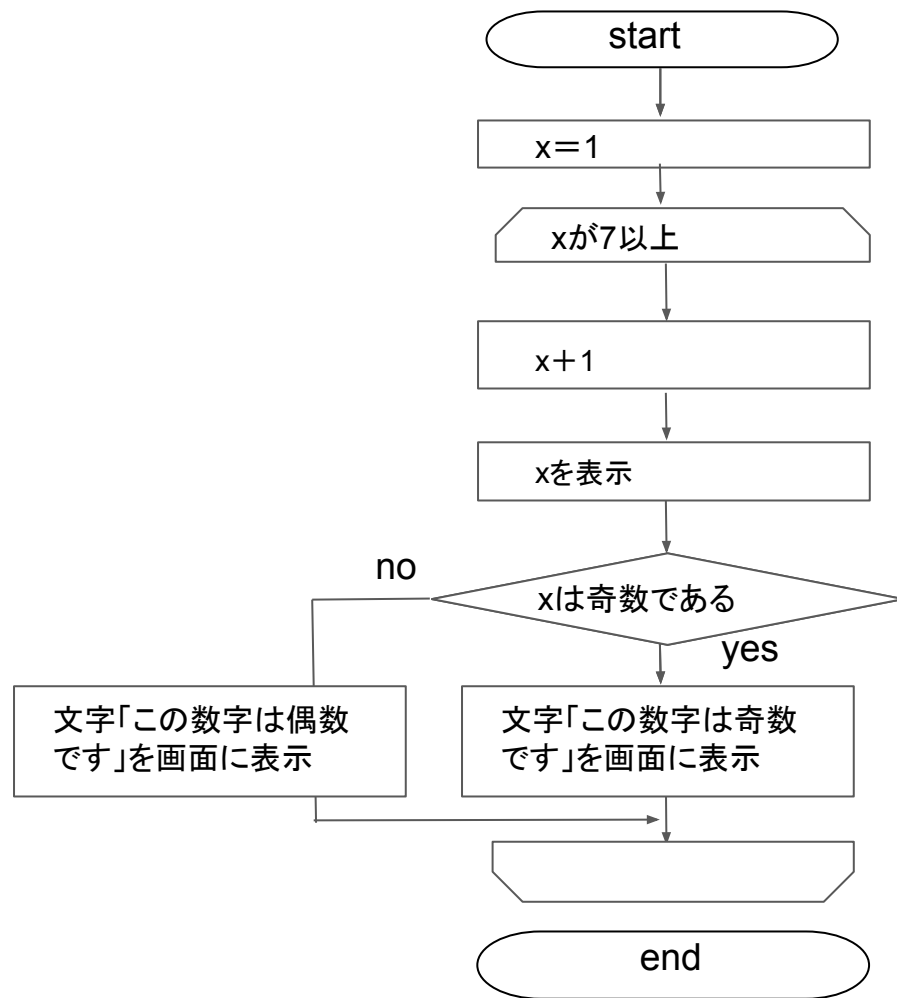 start
x＝1
xが7以上
x＋1
xを表示
xは奇数である
no
yes
文字「この数字は偶数
です」を画面に表示
文字「この数字は奇数
です」を画面に表示
end